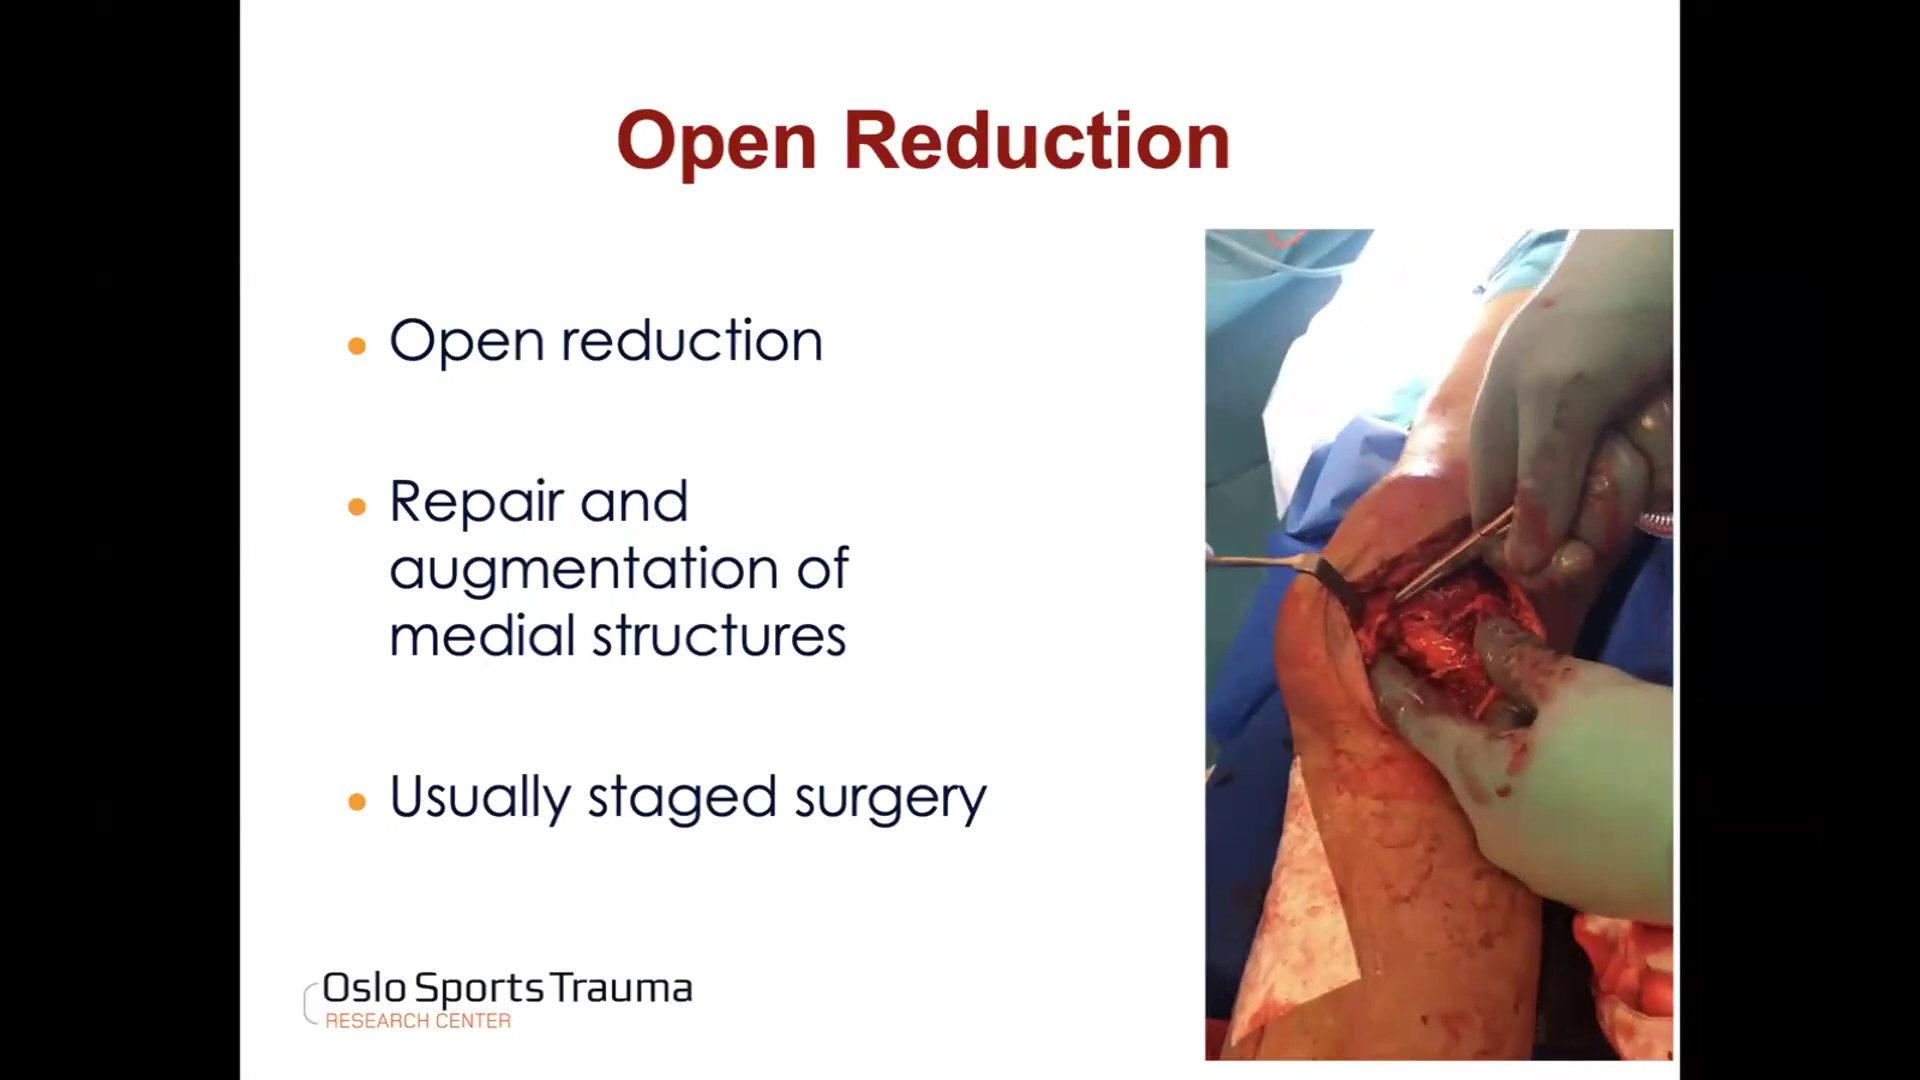 Open Reduction
Open reduction
Repair and
augmentation of
medial structures
Usually staged surgery
Oslo Sports Trauma
RESEARCH CENTER